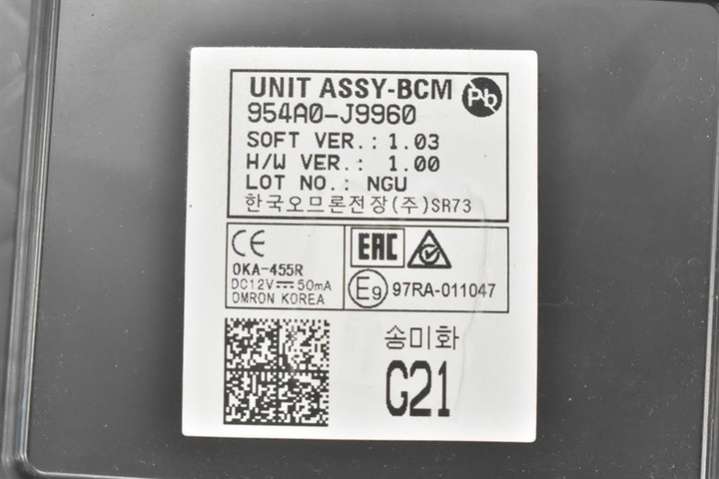 UNIT ASSY-BCM
Pb
954A0-J9960
SOFT VER.: 1.03
H/W VER.: 1.00
LOT NO.: NGU
한국오므론전장(주)SR73
CE
OKA-455R
DC12V⎓50mA
OMRON KOREA
EAC
E9 97RA-011047
송미화
G21